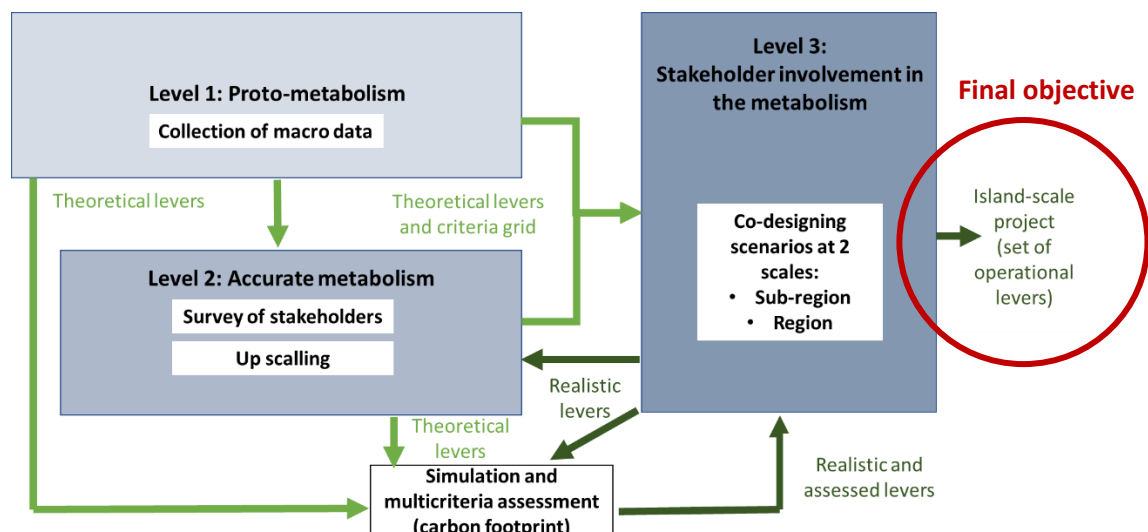 Level 1: Proto-metabolism
Collection of macro data
Theoretical levers
Theoretical levers
and criteria grid
Level 2: Accurate metabolism
Survey of stakeholders
Up scalling
Theoretical
levers
Realistic
levers
Simulation and
multicriteria assessment
(carbon footprint)
Level 3:
Stakeholder involvement in
the metabolism
Co-designing
scenarios at 2
scales:
• Sub-region
• Region
Realistic and
assessed levers
Final objective
Island-scale
project
(set of
operational
levers)